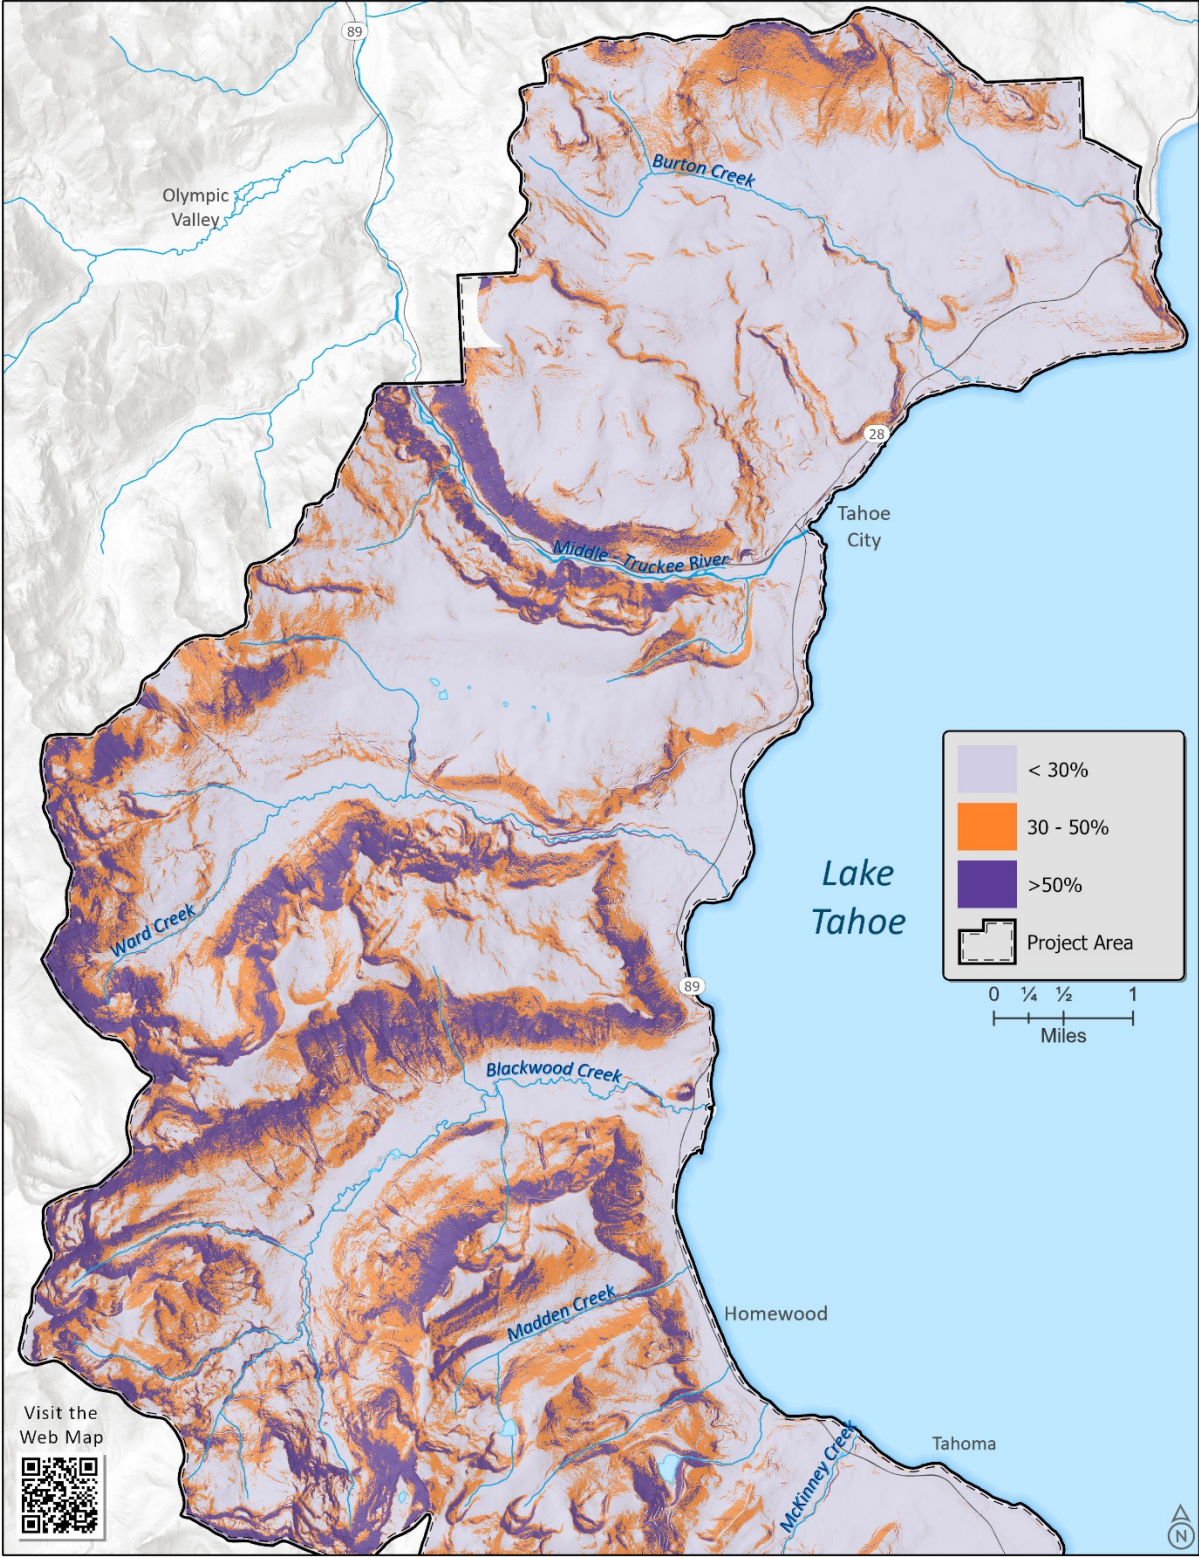 89
Olympic
Valley
Burton Creek
28
Tahoe
City
Middle - Truckee River
< 30%
30 - 50%
>50%
Project Area
0 ¼ ½ 1
Miles
Lake
Tahoe
Ward Creek
89
Blackwood Creek
Madden Creek
Homewood
Visit the
Web Map
McKinney Creek
Tahoma
N